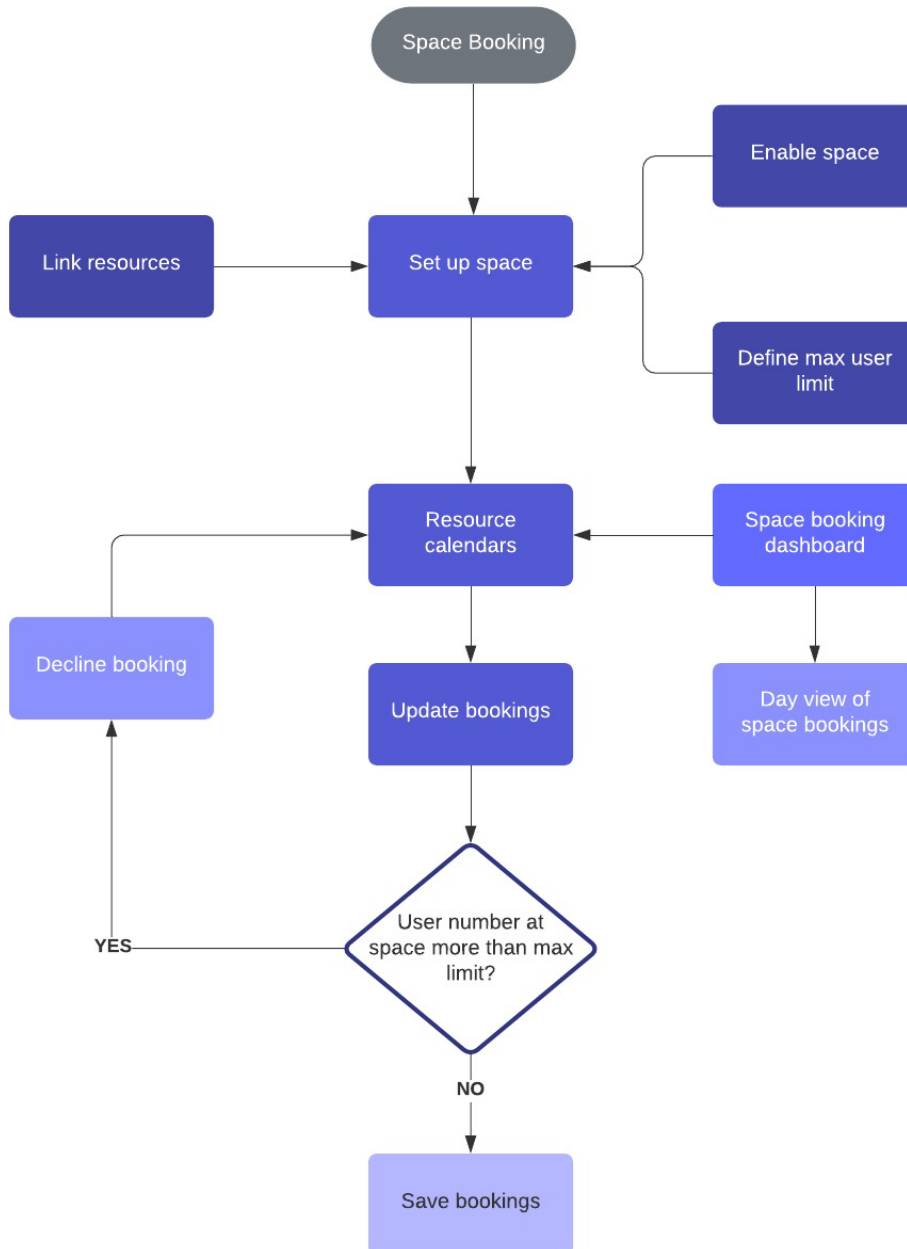 Space Booking
Enable space
Link resources
Set up space
Define max user
limit
Resource
calendars
Space booking
dashboard
Decline booking
Update bookings
Day view of
space bookings
User number at
space more than max
limit?
YES
NO
Save bookings